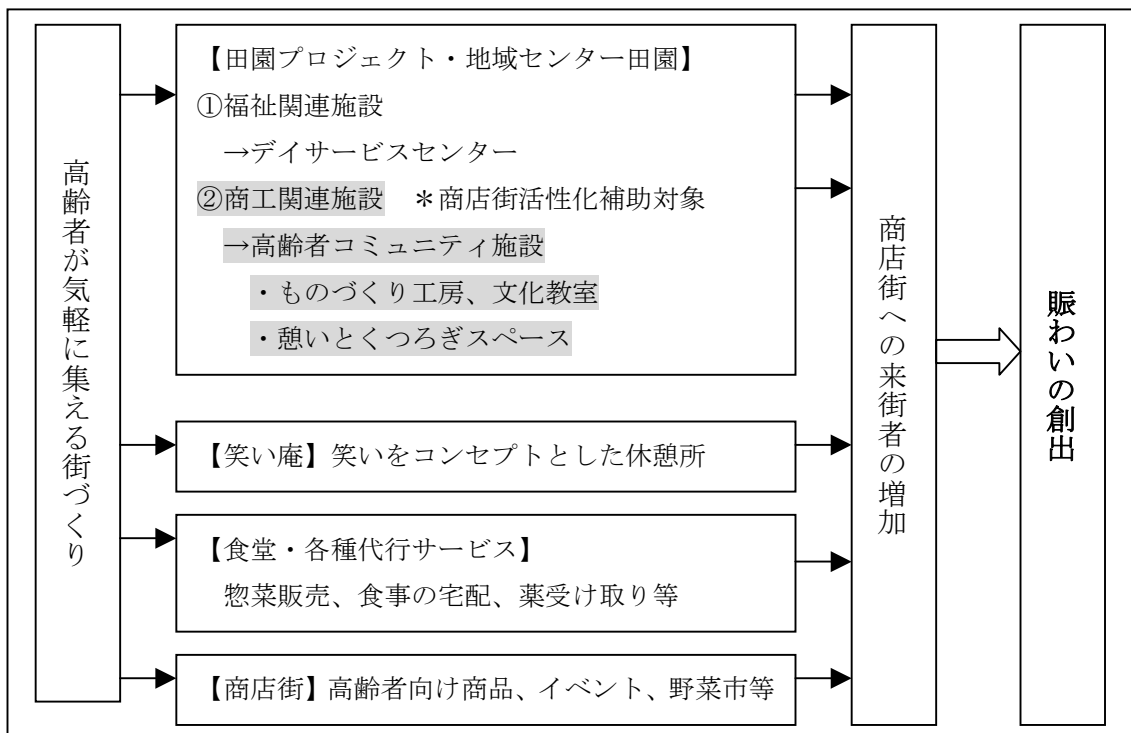 高齢者が気軽に集える街づくり
【田園プロジェクト・地域センター田園】
①福祉関連施設
→デイサービスセンター
②商工関連施設 ＊商店街活性化補助対象
→高齢者コミュニティ施設
・ものづくり工房、文化教室
・憩いとくつろぎスペース
【笑い庵】笑いをコンセプトとした休憩所
【食堂・各種代行サービス】
惣菜販売、食事の宅配、薬受け取り等
【商店街】高齢者向け商品、イベント、野菜市等
商店街への来街者の増加
賑わいの創出